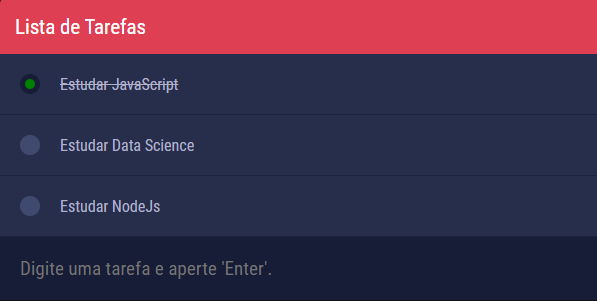 Lista de Tarefas
Estudar JavaScript
Estudar Data Science
Estudar NodeJs
Digite uma tarefa e aperte 'Enter'.